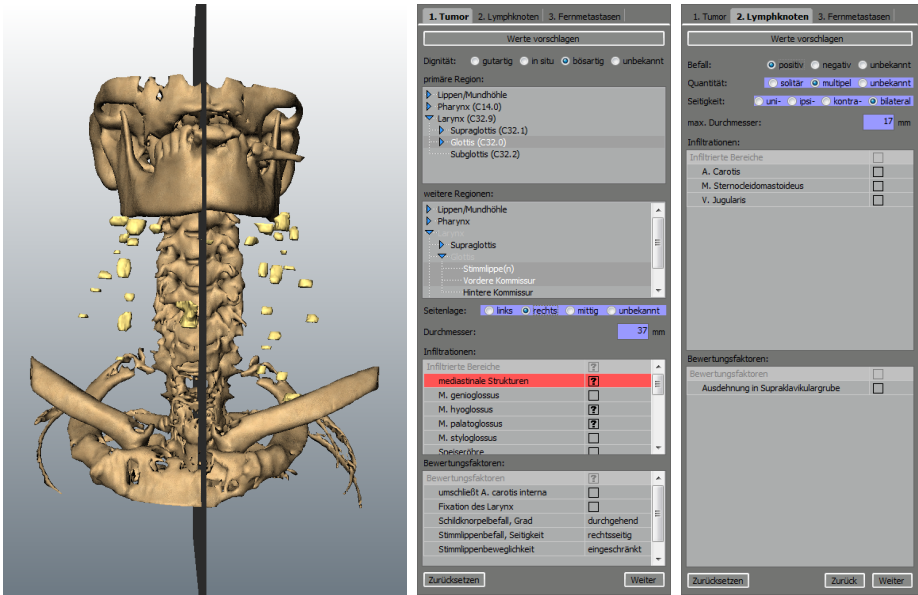 1. Tumor 2. Lymphknoten 3. Fernmetastasen
Werte vorschlagen
Dignität: gutartig in situ bösartig unbekannt
primäre Region:
Lippen/Mundhöhle
Pharynx (C14.0)
Larynx (C32.9)
Supraglottis (C32.1)
Glottis (C32.0)
Subglottis (C32.2)
weitere Regionen:
Lippen/Mundhöhle
Pharynx
Larynx
Supraglottis
Glottis
Stimmlippe(n)
Vordere Kommissur
Hintere Kommissur
Seitenlage: links rechts mittig unbekannt
Durchmesser: 37 mm
Infiltrationen:
Infiltrierte Bereiche ?
mediastinale Strukturen ?
M. genioglossus
M. hyoglossus ?
M. palatoglossus ?
M. styloglossus
Speiseröhre
Bewertungsfaktoren:
Bewertungsfaktoren ?
umschließt A. carotis interna
Fixation des Larynx
Schildknorpelbefall, Grad durchgehend
Stimmlippenbefall, Seitigkeit rechtsseitig
Stimmlippenbeweglichkeit eingeschränkt
Zurücksetzen Weiter
1. Tumor 2. Lymphknoten 3. Fernmetastasen
Werte vorschlagen
Befall: positiv negativ unbekannt
Quantität: solitär multipel unbekannt
Seitigkeit: uni- ipsi- kontra- bilateral
max. Durchmesser: 17 mm
Infiltrationen:
Infiltrierte Bereiche
A. Carotis
M. Sternodeidomastoideus
V. Jugularis
Bewertungsfaktoren:
Bewertungsfaktoren
Ausdehnung in Supraklavikulargrube
Zurücksetzen Zurück Weiter